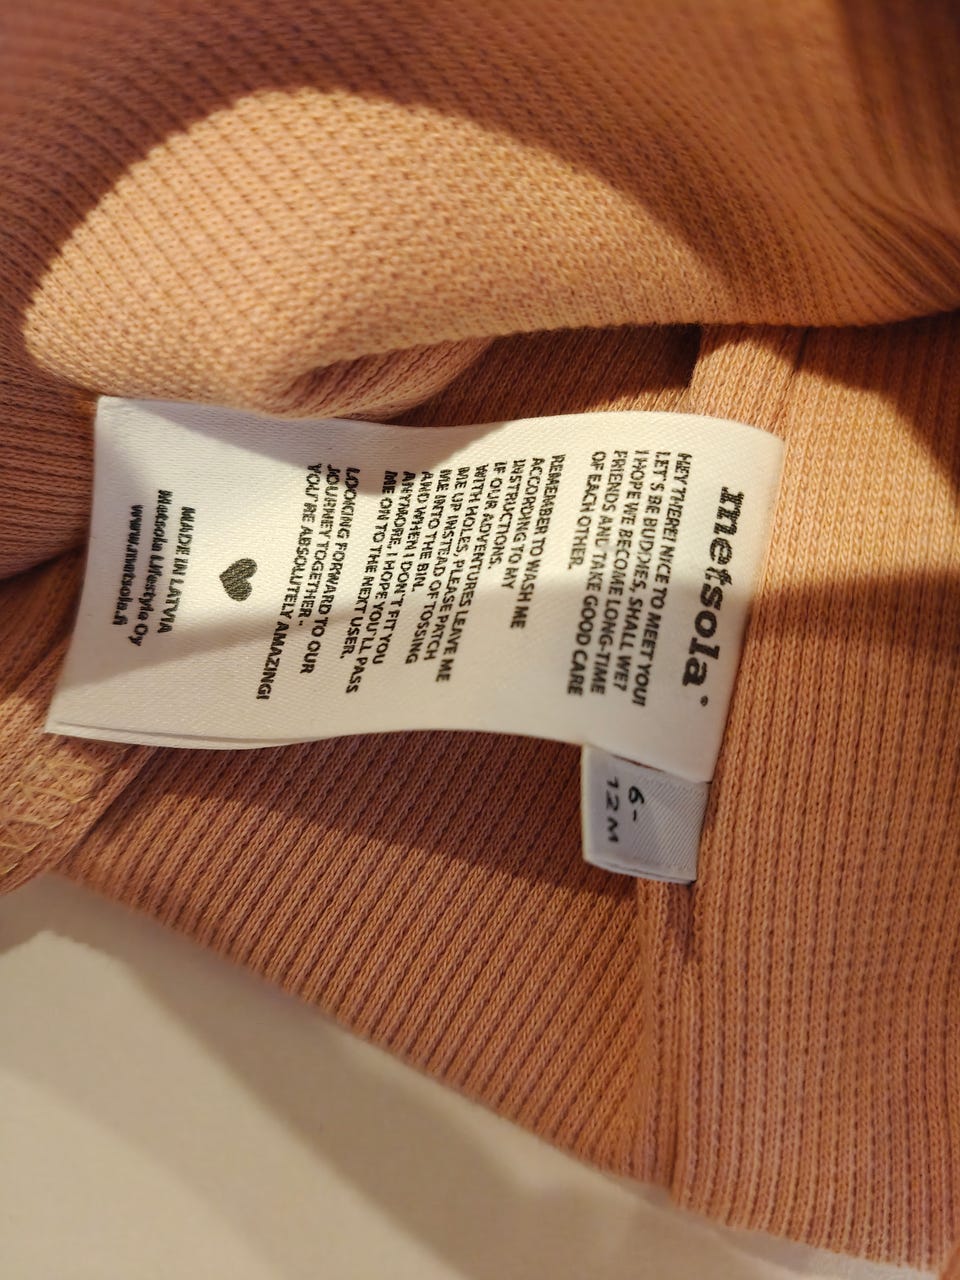 metsola®
HEY THERE! NICE TO MEET YOU!
LET'S BE BUDDIES, SHALL WE?
I HOPE WE BECOME LONG-TIME
FRIENDS AND TAKE GOOD CARE
OF EACH OTHER.
REMEMBER TO WASH ME
ACCORDING TO MY
INSTRUCTIONS.
IF OUR ADVENTURES LEAVE ME
WITH HOLES, PLEASE PATCH
ME UP INSTEAD OF TOSSING
ME INTO THE BIN.
AND WHEN I DON'T FIT YOU
ANYMORE, I HOPE YOU'LL PASS
ME ON TO THE NEXT USER.
LOOKING FORWARD TO OUR
JOURNEY TOGETHER -
YOU'RE ABSOLUTELY AMAZING!
MADE IN LATVIA
Metsola Lifestyle Oy
www.metsola.fi
6-
12M